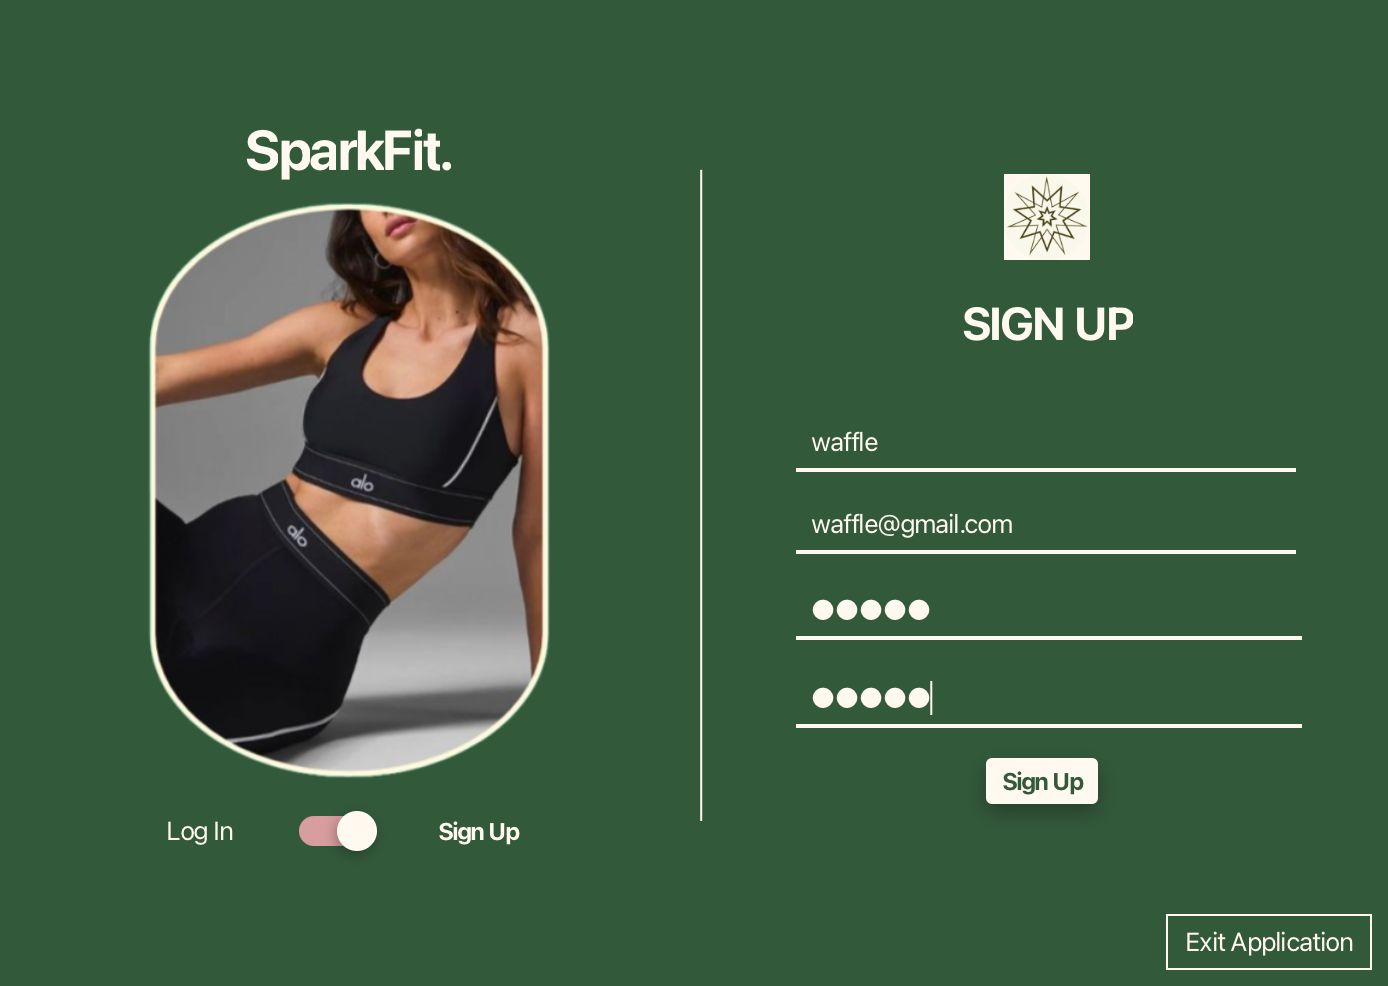 SparkFit.
alo
alo
Log In
Sign Up
SIGN UP
waffle
waffle@gmail.com
●●●●●
●●●●●
Sign Up
Exit Application